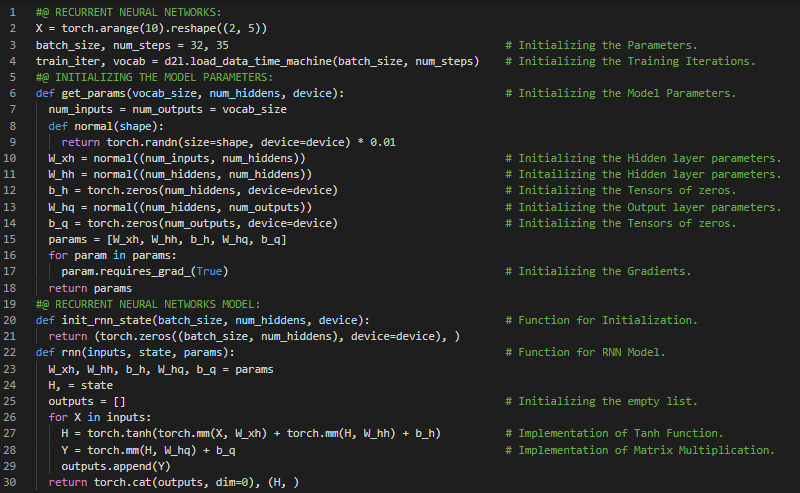 1 #@ RECURRENT NEURAL NETWORKS:
2 X = torch.arange(10).reshape((2, 5))
3 batch_size, num_steps = 32, 35 # Initializing the Parameters.
4 train_iter, vocab = d2l.load_data_time_machine(batch_size, num_steps) # Initializing the Training Iterations.
5 #@ INITIALIZING THE MODEL PARAMETERS:
6 def get_params(vocab_size, num_hiddens, device): # Initializing the Model Parameters.
7   num_inputs = num_outputs = vocab_size
8   def normal(shape):
9     return torch.randn(size=shape, device=device) * 0.01
10   W_xh = normal((num_inputs, num_hiddens)) # Initializing the Hidden layer parameters.
11   W_hh = normal((num_hiddens, num_hiddens)) # Initailizing the Hidden layer parameters.
12   b_h = torch.zeros(num_hiddens, device=device) # Initializing the Tensors of zeros.
13   W_hq = normal((num_hiddens, num_outputs)) # Initializing the Output layer parameters.
14   b_q = torch.zeros(num_outputs, device=device) # Initializing the Tensors of zeros.
15   params = [W_xh, W_hh, b_h, W_hq, b_q]
16   for param in params:
17     param.requires_grad_(True) # Initializing the Gradients.
18   return params
19 #@ RECURRENT NEURAL NETWORKS MODEL:
20 def init_rnn_state(batch_size, num_hiddens, device): # Function for Initialization.
21   return (torch.zeros((batch_size, num_hiddens), device=device), )
22 def rnn(inputs, state, params): # Function for RNN Model.
23   W_xh, W_hh, b_h, W_hq, b_q = params
24   H, = state
25   outputs = [] # Initializing the empty list.
26   for X in inputs:
27     H = torch.tanh(torch.mm(X, W_xh) + torch.mm(H, W_hh) + b_h) # Implementation of Tanh Function.
28     Y = torch.mm(H, W_hq) + b_q # Implementation of Matrix Multiplication.
29     outputs.append(Y)
30   return torch.cat(outputs, dim=0), (H, )